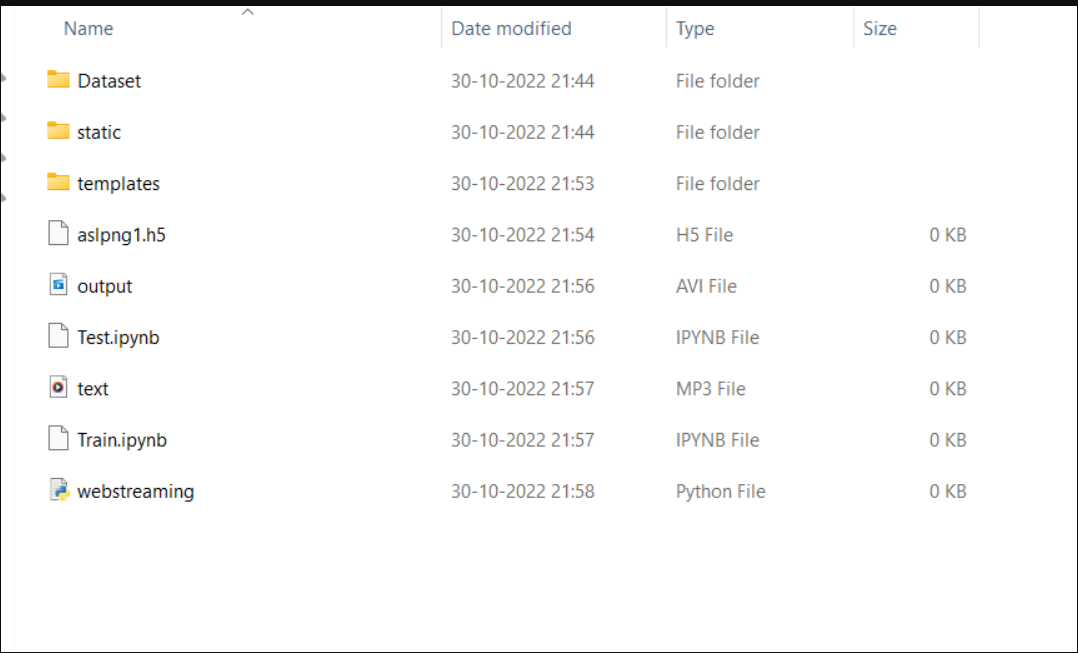 Name Date modified Type Size
Dataset 30-10-2022 21:44 File folder
static 30-10-2022 21:44 File folder
templates 30-10-2022 21:53 File folder
aslpng1.h5 30-10-2022 21:54 H5 File 0 KB
output 30-10-2022 21:56 AVI File 0 KB
Test.ipynb 30-10-2022 21:56 IPYNB File 0 KB
text 30-10-2022 21:57 MP3 File 0 KB
Train.ipynb 30-10-2022 21:57 IPYNB File 0 KB
webstreaming 30-10-2022 21:58 Python File 0 KB